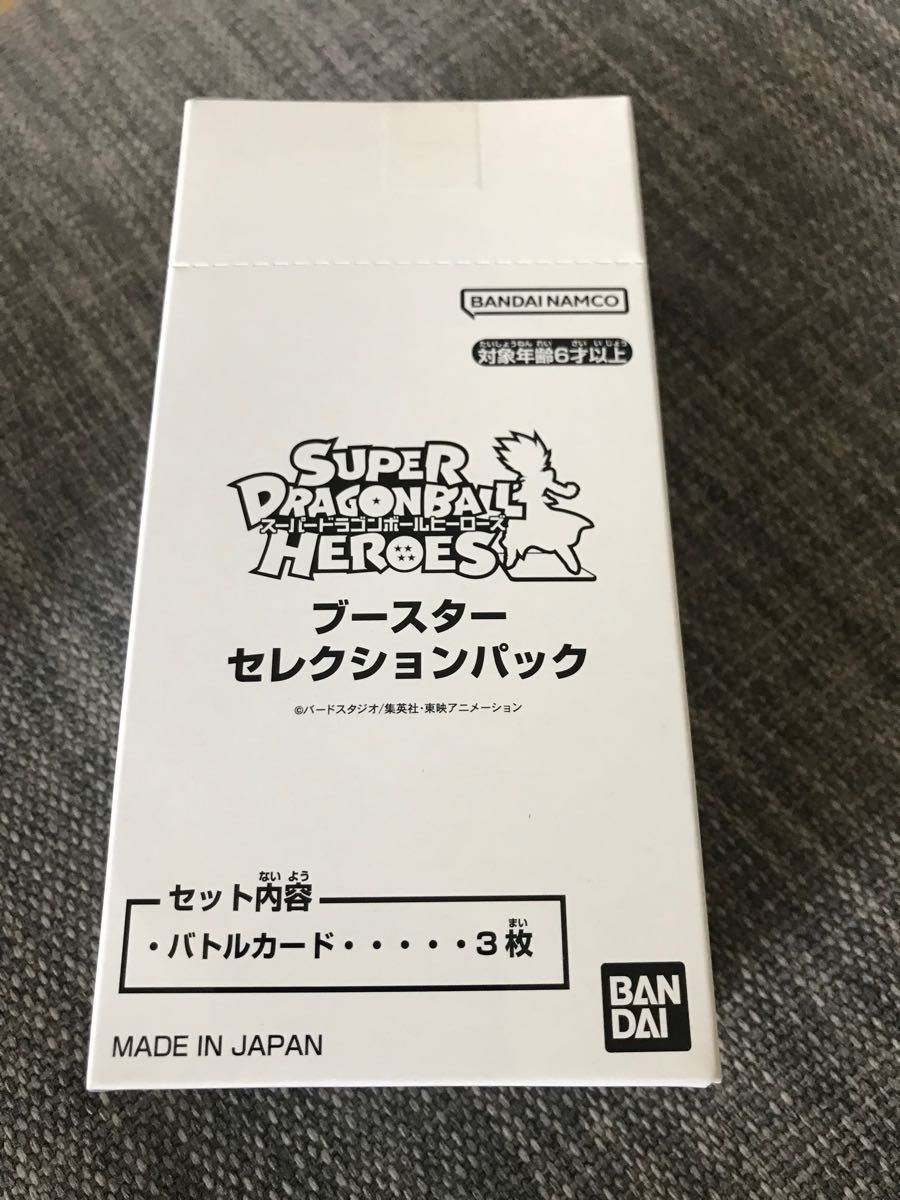 BANDAI NAMCO
たいしょうねんれい さいいじょう
対象年齢6才以上
SUPER
DRAGONBALL
スーパードラゴンボールヒーローズ
HEROES
ブースター
セレクションパック
©バードスタジオ/集英社・東映アニメーション
ないよう
セット内容
まい
・バトルカード・・・・・3枚
BAN
DAI
MADE IN JAPAN